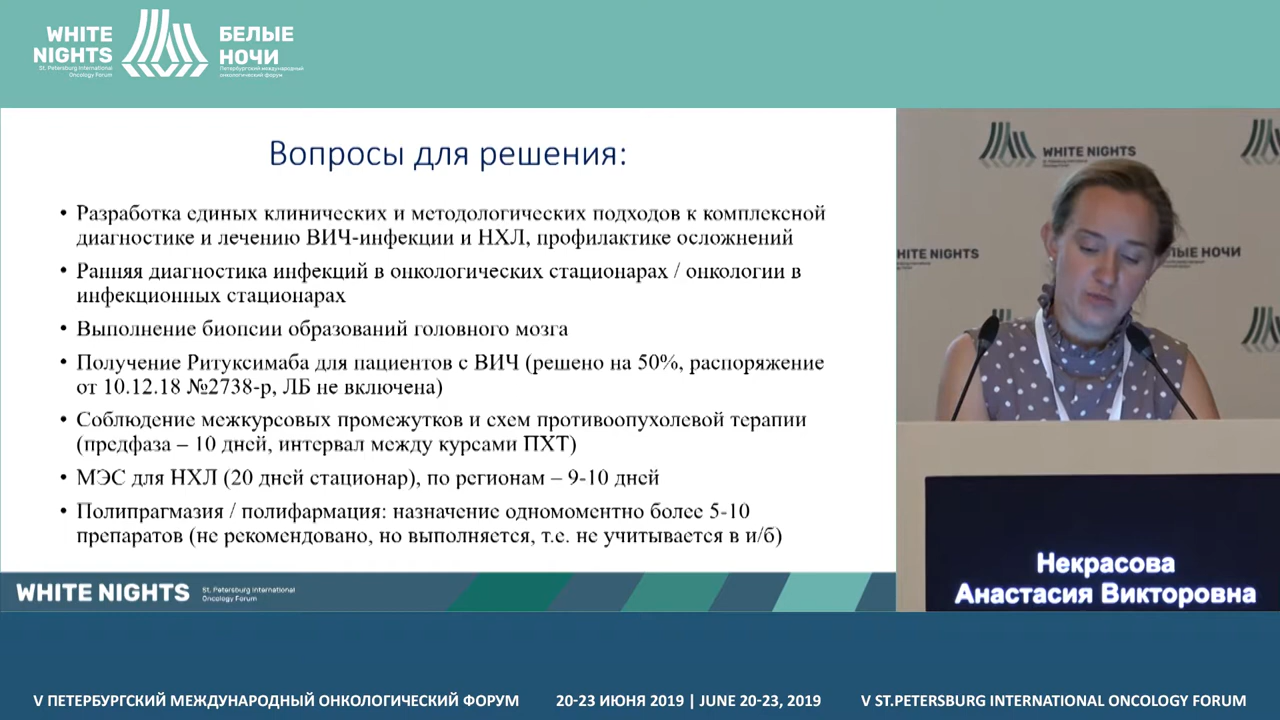 WHITE
NIGHTS
St. Petersburg International
Oncology Forum
БЕЛЫЕ
НОЧИ
Петербургский международный
онкологический форум
Вопросы для решения:
• Разработка единых клинических и методологических подходов к комплексной
диагностике и лечению ВИЧ-инфекции и НХЛ, профилактике осложнений
• Ранняя диагностика инфекций в онкологических стационарах / онкологии в
инфекционных стационарах
• Выполнение биопсии образований головного мозга
• Получение Ритуксимаба для пациентов с ВИЧ (решено на 50%, распоряжение
от 10.12.18 №2738-р, ЛБ не включена)
• Соблюдение межкурсовых промежутков и схем противоопухолевой терапии
(предфаза – 10 дней, интервал между курсами ПХТ)
• МЭС для НХЛ (20 дней стационар), по регионам – 9-10 дней
• Полипрагмазия / полифармация: назначение одномоментно более 5-10
препаратов (не рекомендовано, но выполняется, т.е. не учитывается в и/б)
WHITE NIGHTS
St. Petersburg International
Oncology Forum
WHITE NIGHTS
WHITE NIGHTS
БЕЛЫЕ НОЧИ
Некрасова
Анастасия Викторовна
V ПЕТЕРБУРГСКИЙ МЕЖДУНАРОДНЫЙ ОНКОЛОГИЧЕСКИЙ ФОРУМ
20-23 ИЮНЯ 2019 | JUNE 20-23, 2019
V ST.PETERSBURG INTERNATIONAL ONCOLOGY FORUM